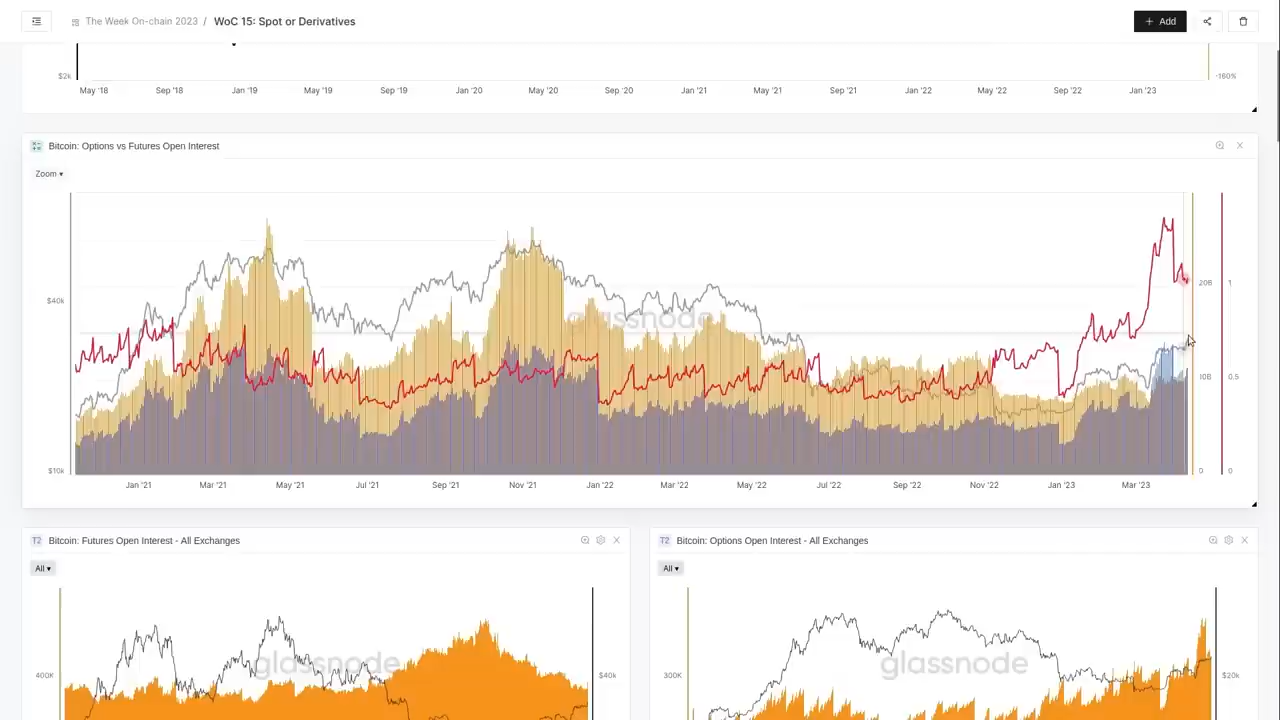 The Week On-chain 2023 / WoC 15: Spot or Derivatives
+ Add
$2k
-160%
May '18 Sep '18 Jan '19 May '19 Sep '19 Jan '20 May '20 Sep '20 Jan '21 May '21 Sep '21 Jan '22 May '22 Sep '22 Jan '23
Bitcoin: Options vs Futures Open Interest
Zoom ▾
$40k
20B 1
glassnode
10B 0.5
$10k
0 0
Jan '21 Mar '21 May '21 Jul '21 Sep '21 Nov '21 Jan '22 Mar '22 May '22 Jul '22 Sep '22 Nov '22 Jan '23 Mar '23
T2 Bitcoin: Futures Open Interest - All Exchanges
All ▾
glassnode
400K
$40k
T2 Bitcoin: Options Open Interest - All Exchanges
All ▾
glassnode
300K
$20k